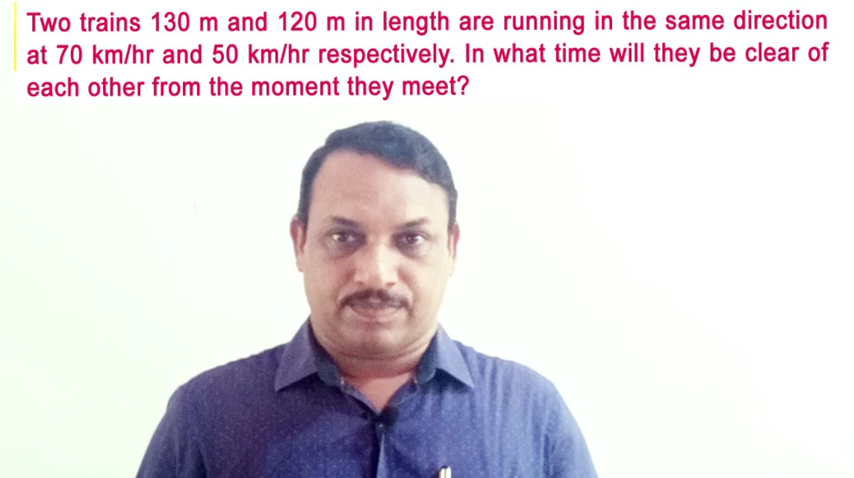 Two trains 130 m and 120 m in length are running in the same direction
at 70 km/hr and 50 km/hr respectively. In what time will they be clear of
each other from the moment they meet?